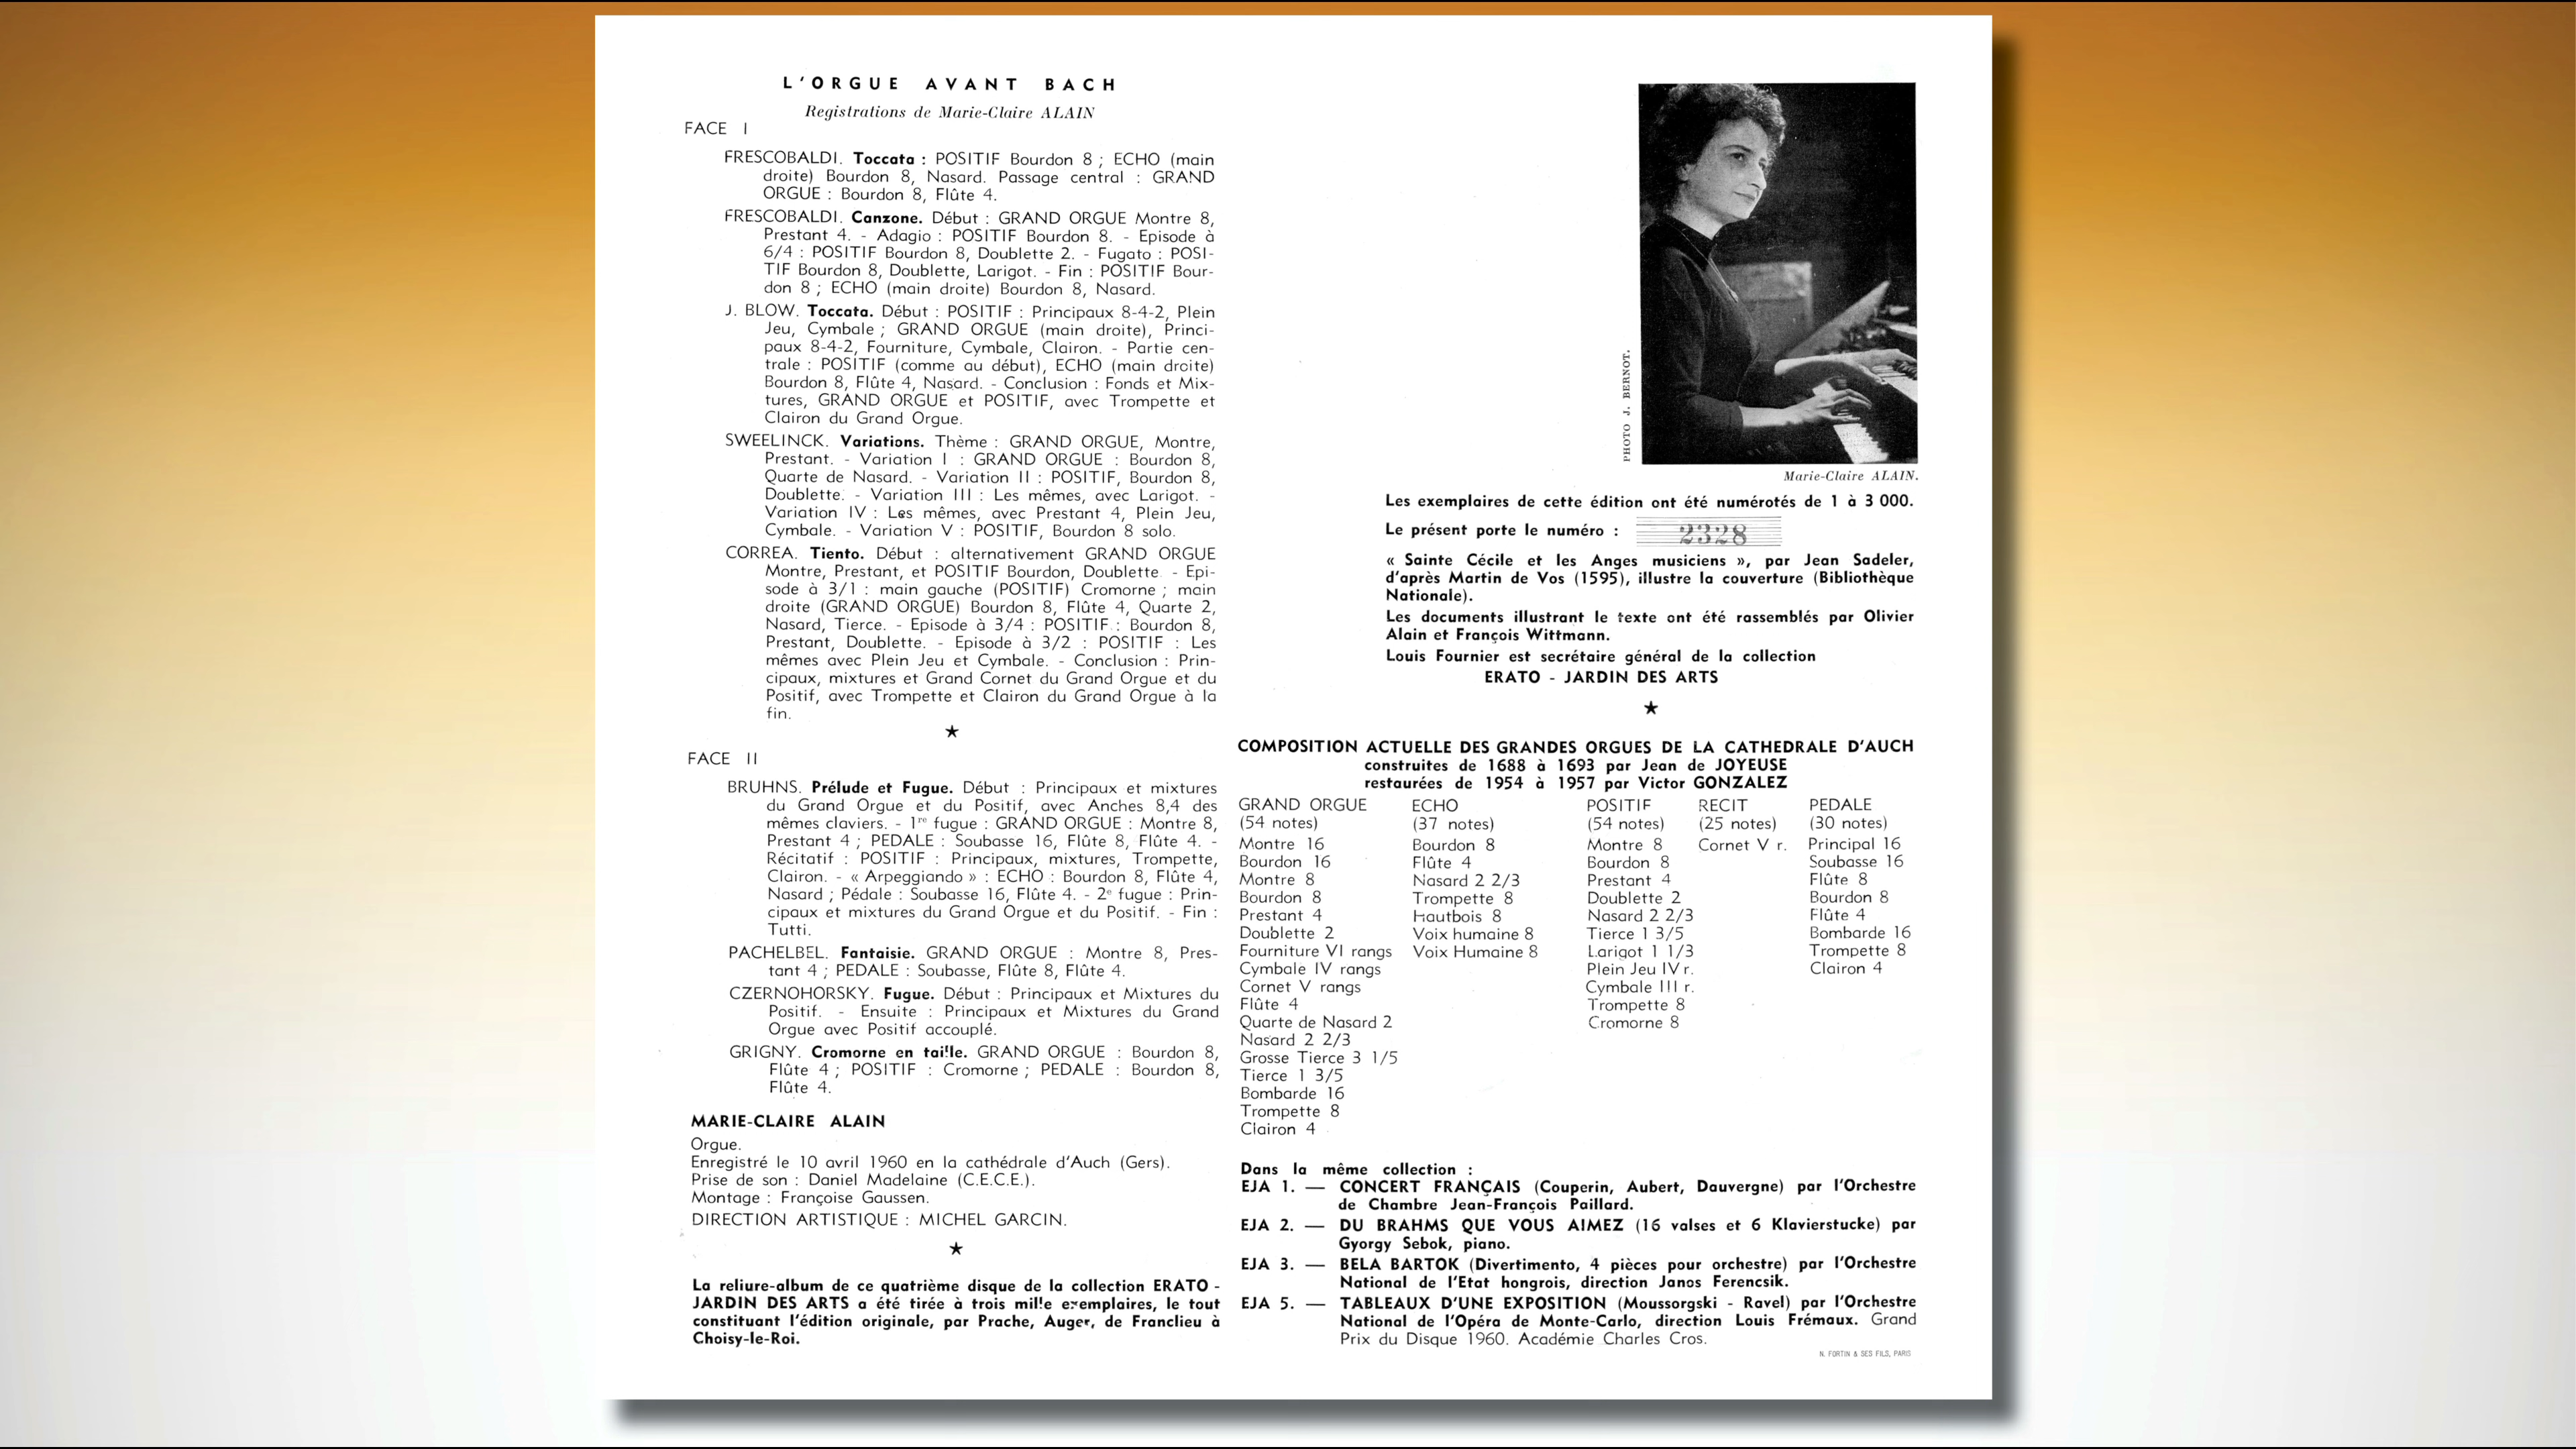 L'ORGUE AVANT BACH
Registrations de Marie-Claire ALAIN
FACE I
FRESCOBALDI. Toccata : POSITIF Bourdon 8 ; ECHO (main
droite) Bourdon 8, Nasard. Passage central : GRAND
ORGUE : Bourdon 8, Flûte 4.
FRESCOBALDI. Canzone. Début : GRAND ORGUE Montre 8,
Prestant 4. - Adagio : POSITIF Bourdon 8. - Episode à
6/4 : POSITIF Bourdon 8, Doublette 2. - Fugato : POSI-
TIF Bourdon 8, Doublette, Larigot. - Fin : POSITIF Bour-
don 8 ; ECHO (main droite) Bourdon 8, Nasard.
J. BLOW. Toccata. Début : POSITIF : Principaux 8-4-2, Plein
Jeu, Cymbale ; GRAND ORGUE (main droite), Princi-
paux 8-4-2, Fourniture, Cymbale, Clairon. - Partie cen-
trale : POSITIF (comme au début), ECHO (main droite)
Bourdon 8, Flûte 4, Nasard. - Conclusion : Fonds et Mix-
tures, GRAND ORGUE et POSITIF, avec Trompette et
Clairon du Grand Orgue.
SWEELINCK. Variations. Thème : GRAND ORGUE, Montre,
Prestant. - Variation I : GRAND ORGUE : Bourdon 8,
Quarte de Nasard. - Variation II : POSITIF, Bourdon 8,
Doublette. - Variation III : Les mêmes, avec Larigot. -
Variation IV : Les mêmes, avec Prestant 4, Plein Jeu,
Cymbale. - Variation V : POSITIF, Bourdon 8 solo.
CORREA. Tiento. Début : alternativement GRAND ORGUE
Montre, Prestant, et POSITIF Bourdon, Doublette. - Epi-
sode à 3/1 : main gauche (POSITIF) Cromorne ; main
droite (GRAND ORGUE) Bourdon 8, Flûte 4, Quarte 2,
Nasard, Tierce. - Episode à 3/4 : POSITIF : Bourdon 8,
Prestant, Doublette. - Episode à 3/2 : POSITIF : Les
mêmes avec Plein Jeu et Cymbale. - Conclusion : Prin-
cipaux, mixtures et Grand Cornet du Grand Orgue et du
Positif, avec Trompette et Clairon du Grand Orgue à la
fin.
★
FACE II
BRUHNS. Prélude et Fugue. Début : Principaux et mixtures
du Grand Orgue et du Positif, avec Anches 8,4 des
mêmes claviers. - 1re fugue : GRAND ORGUE : Montre 8,
Prestant 4 ; PEDALE : Soubasse 16, Flûte 8, Flûte 4. -
Récitatif : POSITIF : Principaux, mixtures, Trompette,
Clairon. - « Arpeggiando » : ECHO : Bourdon 8, Flûte 4,
Nasard ; Pédale : Soubasse 16, Flûte 4. - 2e fugue : Prin-
cipaux et mixtures du Grand Orgue et du Positif. - Fin :
Tutti.
PACHELBEL. Fantaisie. GRAND ORGUE : Montre 8, Pres-
tant 4 ; PEDALE : Soubasse, Flûte 8, Flûte 4.
CZERNOHORSKY. Fugue. Début : Principaux et Mixtures du
Positif. - Ensuite : Principaux et Mixtures du Grand
Orgue avec Positif accouplé.
GRIGNY. Cromorne en taille. GRAND ORGUE : Bourdon 8,
Flûte 4 ; POSITIF : Cromorne ; PEDALE : Bourdon 8,
Flûte 4.
MARIE-CLAIRE ALAIN
Orgue.
Enregistré le 10 avril 1960 en la cathédrale d'Auch (Gers).
Prise de son : Daniel Madelaine (C.E.C.E.).
Montage : Françoise Gaussen.
DIRECTION ARTISTIQUE : MICHEL GARCIN.
★
La reliure-album de ce quatrième disque de la collection ERATO -
JARDIN DES ARTS a été tirée à trois mille exemplaires, le tout
constituant l'édition originale, par Prache, Auger, de Franclieu à
Choisy-le-Roi.
PHOTO J. BERNOT.
Marie-Claire ALAIN.
Les exemplaires de cette édition ont été numérotés de 1 à 3 000.
Le présent porte le numéro : 2328
« Sainte Cécile et les Anges musiciens », par Jean Sadeler,
d'après Martin de Vos (1595), illustre la couverture (Bibliothèque
Nationale).
Les documents illustrant le texte ont été rassemblés par Olivier
Alain et François Wittmann.
Louis Fournier est secrétaire général de la collection
ERATO - JARDIN DES ARTS
★
COMPOSITION ACTUELLE DES GRANDES ORGUES DE LA CATHEDRALE D'AUCH
construites de 1688 à 1693 par Jean de JOYEUSE
restaurées de 1954 à 1957 par Victor GONZALEZ
GRAND ORGUE
(54 notes)
Montre 16
Bourdon 16
Montre 8
Bourdon 8
Prestant 4
Doublette 2
Fourniture VI rangs
Cymbale IV rangs
Cornet V rangs
Flûte 4
Quarte de Nasard 2
Nasard 2 2/3
Grosse Tierce 3 1/5
Tierce 1 3/5
Bombarde 16
Trompette 8
Clairon 4
ECHO
(37 notes)
Bourdon 8
Flûte 4
Nasard 2 2/3
Trompette 8
Hautbois 8
Voix humaine 8
Voix Humaine 8
POSITIF
(54 notes)
Montre 8
Bourdon 8
Prestant 4
Doublette 2
Nasard 2 2/3
Tierce 1 3/5
Larigot 1 1/3
Plein Jeu IV r.
Cymbale III r.
Trompette 8
Cromorne 8
RECIT
(25 notes)
Cornet V r.
PEDALE
(30 notes)
Principal 16
Soubasse 16
Flûte 8
Bourdon 8
Flûte 4
Bombarde 16
Trompette 8
Clairon 4
Dans la même collection :
EJA 1. — CONCERT FRANÇAIS (Couperin, Aubert, Dauvergne) par l'Orchestre
de Chambre Jean-François Paillard.
EJA 2. — DU BRAHMS QUE VOUS AIMEZ (16 valses et 6 Klavierstucke) par
Gyorgy Sebok, piano.
EJA 3. — BELA BARTOK (Divertimento, 4 pièces pour orchestre) par l'Orchestre
National de l'Etat hongrois, direction Janos Ferencsik.
EJA 5. — TABLEAUX D'UNE EXPOSITION (Moussorgski - Ravel) par l'Orchestre
National de l'Opéra de Monte-Carlo, direction Louis Frémaux. Grand
Prix du Disque 1960. Académie Charles Cros.
N. FORTIN & SES FILS, PARIS